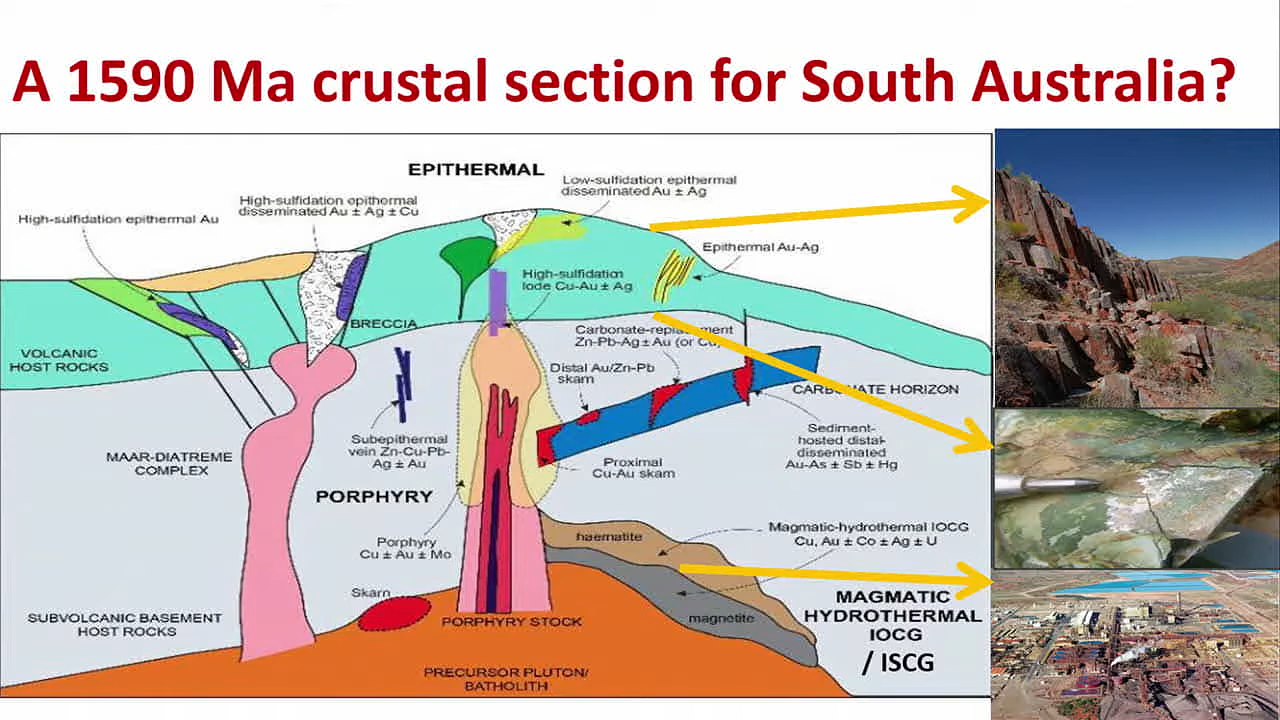 A 1590 Ma crustal section for South Australia?
EPITHERMAL
Low-sulfidation epithermal
disseminated Au ± Ag
High-sulfidation epithermal
disseminated Au ± Ag ± Cu
High-sulfidation epithermal Au
Epithermal Au-Ag
High-sulfidation
lode Cu-Au ± Ag
BRECCIA
Carbonate-replacement
Zn-Pb-Ag ± Au (or Cu)
VOLCANIC
HOST ROCKS
Distal Au/Zn-Pb
skarn
CARBONATE HORIZON
Subepithermal
vein Zn-Cu-Pb-
Ag ± Au
Sediment-
hosted distal-
disseminated
Au-As ± Sb ± Hg
MAAR-DIATREME
COMPLEX
Proximal
Cu-Au skarn
PORPHYRY
Porphyry
Cu ± Au ± Mo
haematite
Magmatic-hydrothermal IOCG
Cu, Au ± Co ± Ag ± U
Skarn
SUBVOLCANIC BASEMENT
HOST ROCKS
PORPHYRY STOCK
magnetite
MAGMATIC
HYDROTHERMAL
IOCG
/ ISCG
PRECURSOR PLUTON/
BATHOLITH